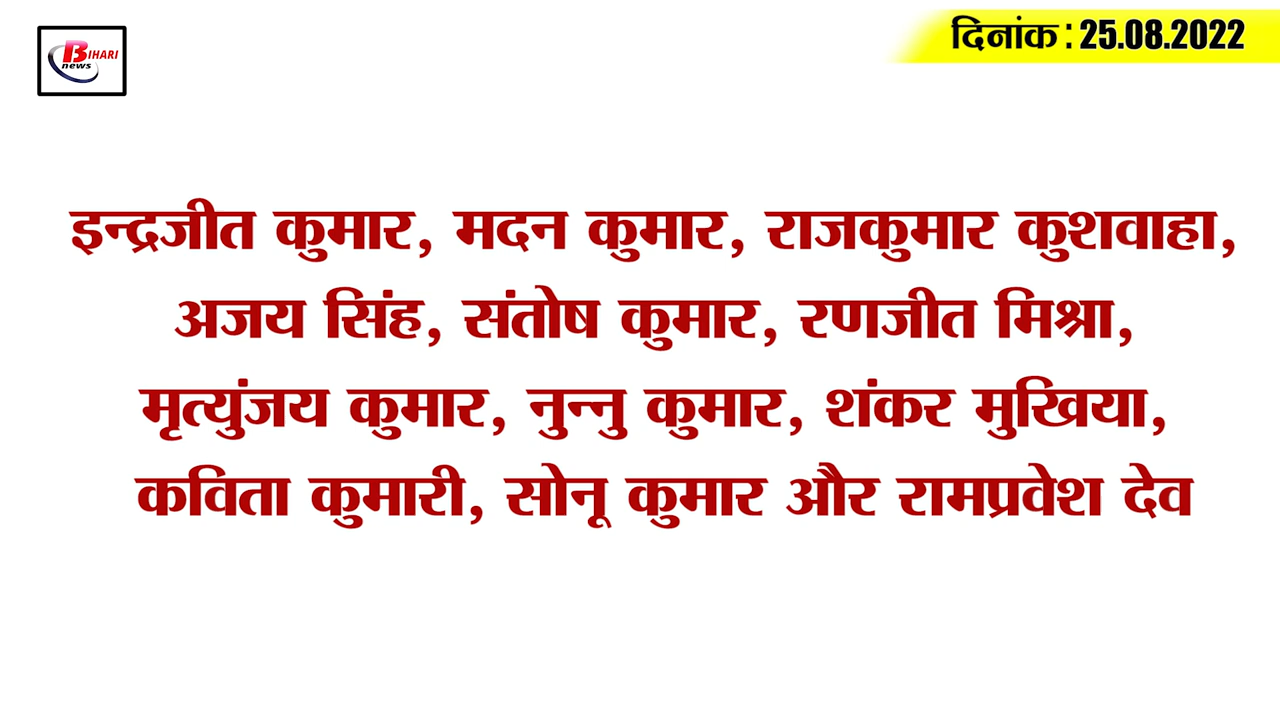 BIHARI
news
दिनांक : 25.08.2022
इन्द्रजीत कुमार, मदन कुमार, राजकुमार कुशवाहा,
अजय सिंह, संतोष कुमार, रणजीत मिश्रा,
मृत्युंजय कुमार, नुन्नु कुमार, शंकर मुखिया,
कविता कुमारी, सोनू कुमार और रामप्रवेश देव